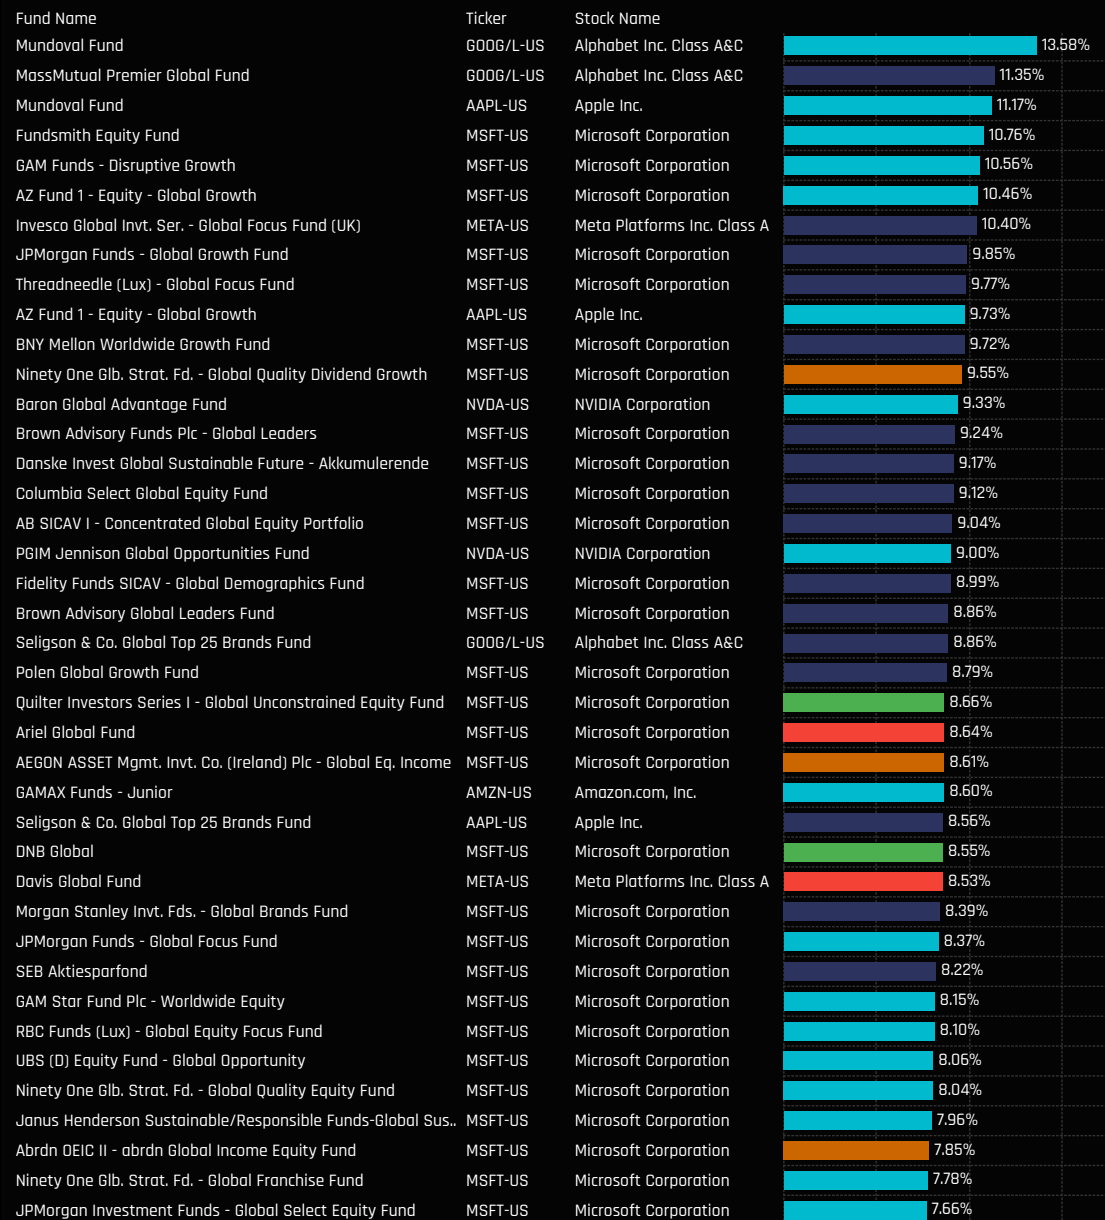 Fund Name Ticker Stock Name
Mundoval Fund GOOG/L-US Alphabet Inc. Class A&C 13.58%
MassMutual Premier Global Fund GOOG/L-US Alphabet Inc. Class A&C 11.35%
Mundoval Fund AAPL-US Apple Inc. 11.17%
Fundsmith Equity Fund MSFT-US Microsoft Corporation 10.76%
GAM Funds - Disruptive Growth MSFT-US Microsoft Corporation 10.56%
AZ Fund 1 - Equity - Global Growth MSFT-US Microsoft Corporation 10.46%
Invesco Global Invt. Ser. - Global Focus Fund (UK) META-US Meta Platforms Inc. Class A 10.40%
JPMorgan Funds - Global Growth Fund MSFT-US Microsoft Corporation 9.85%
Threadneedle (Lux) - Global Focus Fund MSFT-US Microsoft Corporation 9.77%
AZ Fund 1 - Equity - Global Growth AAPL-US Apple Inc. 9.73%
BNY Mellon Worldwide Growth Fund MSFT-US Microsoft Corporation 9.72%
Ninety One Glb. Strat. Fd. - Global Quality Dividend Growth MSFT-US Microsoft Corporation 9.55%
Baron Global Advantage Fund NVDA-US NVIDIA Corporation 9.33%
Brown Advisory Funds Plc - Global Leaders MSFT-US Microsoft Corporation 9.24%
Danske Invest Global Sustainable Future - Akkumulerende MSFT-US Microsoft Corporation 9.17%
Columbia Select Global Equity Fund MSFT-US Microsoft Corporation 9.12%
AB SICAV I - Concentrated Global Equity Portfolio MSFT-US Microsoft Corporation 9.04%
PGIM Jennison Global Opportunities Fund NVDA-US NVIDIA Corporation 9.00%
Fidelity Funds SICAV - Global Demographics Fund MSFT-US Microsoft Corporation 8.99%
Brown Advisory Global Leaders Fund MSFT-US Microsoft Corporation 8.86%
Seligson & Co. Global Top 25 Brands Fund GOOG/L-US Alphabet Inc. Class A&C 8.86%
Polen Global Growth Fund MSFT-US Microsoft Corporation 8.79%
Quilter Investors Series I - Global Unconstrained Equity Fund MSFT-US Microsoft Corporation 8.66%
Ariel Global Fund MSFT-US Microsoft Corporation 8.64%
AEGON ASSET Mgmt. Invt. Co. (Ireland) Plc - Global Eq. Income MSFT-US Microsoft Corporation 8.61%
GAMAX Funds - Junior AMZN-US Amazon.com, Inc. 8.60%
Seligson & Co. Global Top 25 Brands Fund AAPL-US Apple Inc. 8.56%
DNB Global MSFT-US Microsoft Corporation 8.55%
Davis Global Fund META-US Meta Platforms Inc. Class A 8.53%
Morgan Stanley Invt. Fds. - Global Brands Fund MSFT-US Microsoft Corporation 8.39%
JPMorgan Funds - Global Focus Fund MSFT-US Microsoft Corporation 8.37%
SEB Aktiesparfond MSFT-US Microsoft Corporation 8.22%
GAM Star Fund Plc - Worldwide Equity MSFT-US Microsoft Corporation 8.15%
RBC Funds (Lux) - Global Equity Focus Fund MSFT-US Microsoft Corporation 8.10%
UBS (D) Equity Fund - Global Opportunity MSFT-US Microsoft Corporation 8.06%
Ninety One Glb. Strat. Fd. - Global Quality Equity Fund MSFT-US Microsoft Corporation 8.04%
Janus Henderson Sustainable/Responsible Funds-Global Sus.. MSFT-US Microsoft Corporation 7.96%
Abrdn OEIC II - abrdn Global Income Equity Fund MSFT-US Microsoft Corporation 7.85%
Ninety One Glb. Strat. Fd. - Global Franchise Fund MSFT-US Microsoft Corporation 7.78%
JPMorgan Investment Funds - Global Select Equity Fund MSFT-US Microsoft Corporation 7.66%